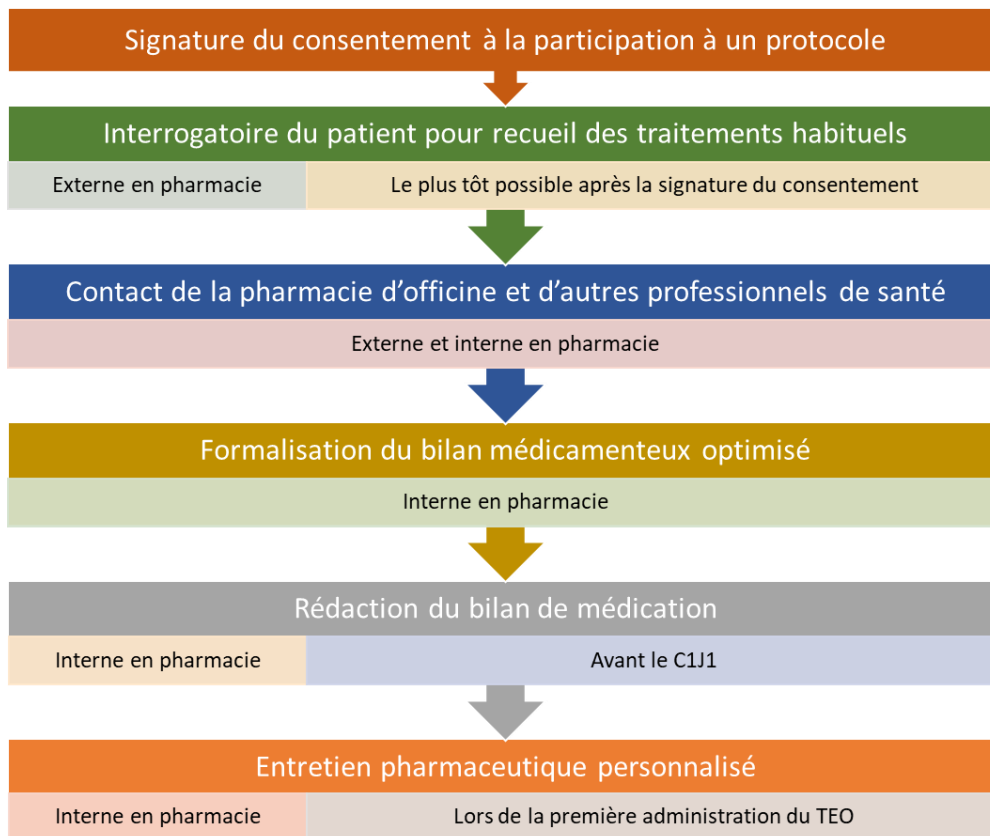 Signature du consentement à la participation à un protocole
Interrogatoire du patient pour recueil des traitements habituels
Externe en pharmacie
Le plus tôt possible après la signature du consentement
Contact de la pharmacie d’officine et d’autres professionnels de santé
Externe et interne en pharmacie
Formalisation du bilan médicamenteux optimisé
Interne en pharmacie
Rédaction du bilan de médication
Interne en pharmacie
Avant le C1J1
Entretien pharmaceutique personnalisé
Interne en pharmacie
Lors de la première administration du TEO